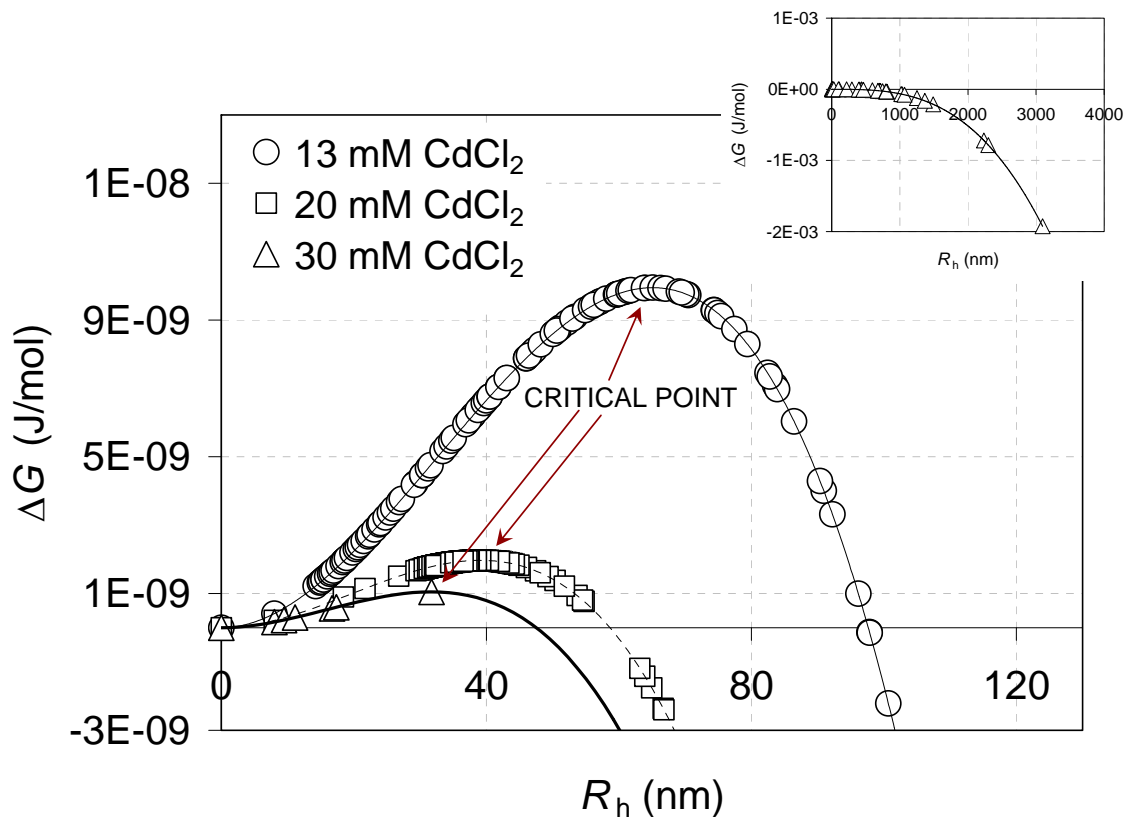 1E-03
0E+00
-1E-03
-2E-03
0
1000
2000
3000
4000
ΔG (J/mol)
R_h (nm)
13 mM CdCl₂
20 mM CdCl₂
30 mM CdCl₂
1E-08
9E-09
5E-09
1E-09
-3E-09
ΔG (J/mol)
CRITICAL POINT
0
40
80
120
R_h (nm)